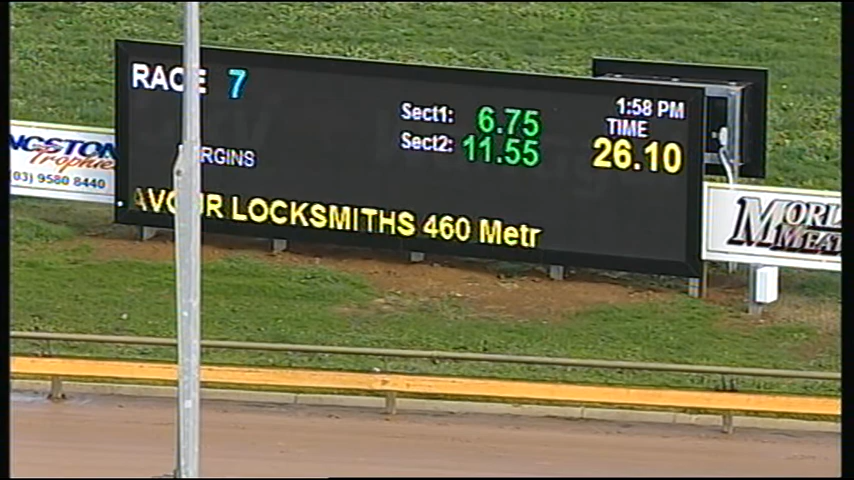 RACE 7
Sect1: 6.75
Sect2: 11.55
1:58 PM
TIME
26.10
RGINS
AVOUR LOCKSMITHS 460 Metr
NGSTON
Trophies
(03) 9580 8440
MORL
MEAT